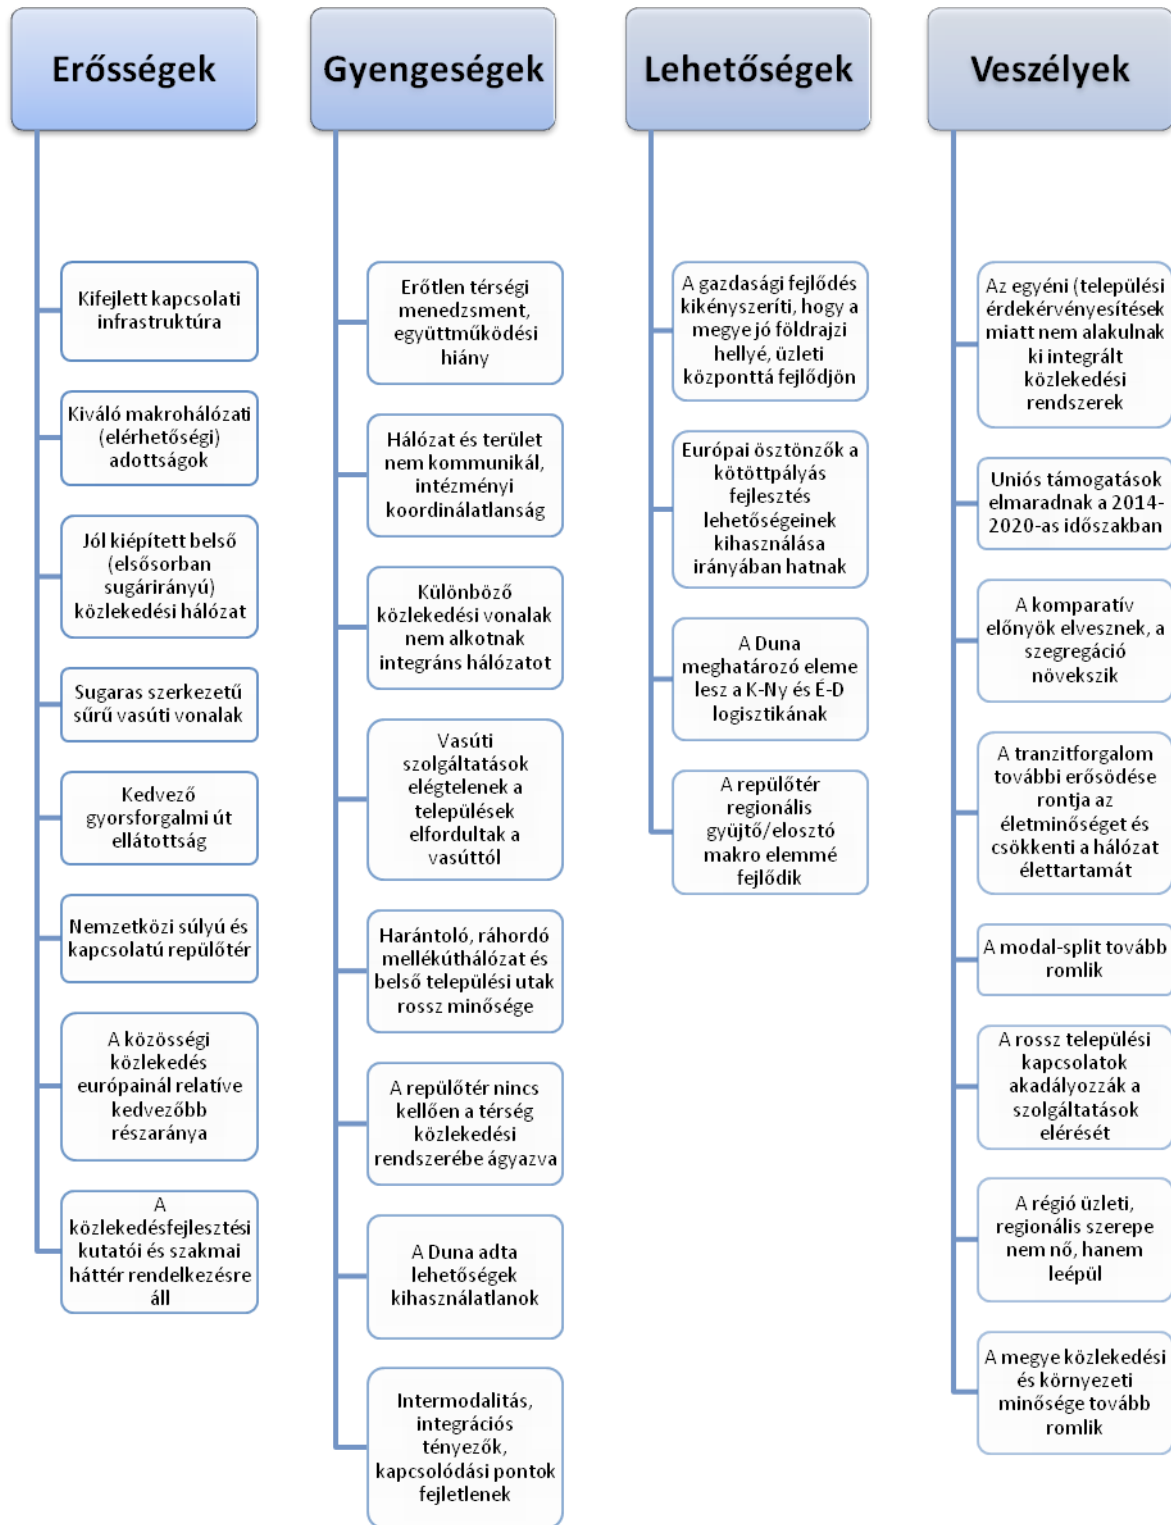 Erősségek
Kifejlett kapcsolati
infrastruktúra
Kiváló makrohálózati
(elérhetőségi)
adottságok
Jól kiépített belső
(elsősorban
sugárirányú)
közlekedési hálózat
Sugaras szerkezetű
sűrű vasúti vonalak
Kedvező
gyorsforgalmi út
ellátottság
Nemzetközi súlyú és
kapcsolatú repülőtér
A közösségi
közlekedés
európainál relatíve
kedvezőbb
részaránya
A
közlekedésfejlesztési
kutatói és szakmai
háttér rendelkezésre
áll
Gyengeségek
Erőtlen térségi
menedzsment,
együttműködési
hiány
Hálózat és terület
nem kommunikál,
intézményi
koordinálatlanság
Különböző
közlekedési vonalak
nem alkotnak
integráns hálózatot
Vasúti
szolgáltatások
elégtelenek a
települések
elfordultak a
vasúttól
Harántoló, ráhordó
mellékúthálózat és
belső települési utak
rossz minősége
A repülőtér nincs
kellően a térség
közlekedési
rendszerébe ágyazva
A Duna adta
lehetőségek
kihasználatlanok
Intermodalitás,
integrációs
tényezők,
kapcsolódási pontok
fejletlenek
Lehetőségek
A gazdasági fejlődés
kikényszeríti, hogy a
megye jó földrajzi
hellyé, üzleti
központtá fejlődjön
Európai ösztönzők a
kötöttpályás
fejlesztés
lehetőségeinek
kihasználása
irányában hatnak
A Duna
meghatározó eleme
lesz a K-Ny és É-D
logisztikának
A repülőtér
regionális
gyüjtő/elosztó
makro elemmé
fejlődik
Veszélyek
Az egyéni (települési
érdekérvényesítések
miatt nem alakulnak
ki integrált
közlekedési
rendszerek
Uniós támogatások
elmaradnak a 2014-
2020-as időszakban
A komparatív
előnyök elvesznek, a
szegregáció
növekszik
A tranzitforgalom
további erősödése
rontja az
életminőséget és
csökkenti a hálózat
élettartamát
A modal-split tovább
romlik
A rossz települési
kapcsolatok
akadályozzák a
szolgáltatások
elérését
A régió üzleti,
regionális szerepe
nem nő, hanem
leépül
A megye közlekedési
és környezeti
minősége tovább
romlik